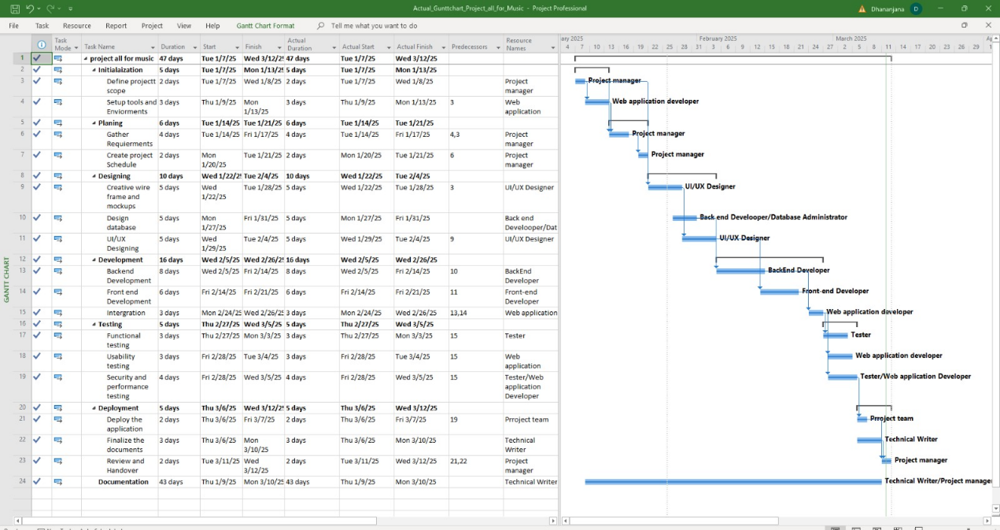 Actual_Gunttchart_Project_all_for_Music - Project Professional
Dhananjana D
File Task Resource Report Project View Help Gantt Chart Format Tell me what you want to do
Task Mode Task Name Duration Start Finish Actual Duration Actual Start Actual Finish Predecessors Resource Names
1 project all for music 47 days Tue 1/7/25 Wed 3/12/25 47 days Tue 1/7/25 Wed 3/12/25
2 Initialaization 5 days Tue 1/7/25 Mon 1/13/25 5 days Tue 1/7/25 Mon 1/13/25
3 Define projectt scope 2 days Tue 1/7/25 Wed 1/8/25 2 days Tue 1/7/25 Wed 1/8/25 Project manager
4 Setup tools and Enviorments 3 days Thu 1/9/25 Mon 1/13/25 3 days Thu 1/9/25 Mon 1/13/25 3 Web application
5 Planing 6 days Tue 1/14/25 Tue 1/21/25 6 days Tue 1/14/25 Tue 1/21/25
6 Gather Requierments 4 days Tue 1/14/25 Fri 1/17/25 4 days Tue 1/14/25 Fri 1/17/25 4,3 Project manager
7 Create project Schedule 2 days Mon 1/20/25 Tue 1/21/25 2 days Mon 1/20/25 Tue 1/21/25 6 Project manager
8 Designing 10 days Wed 1/22/25 Tue 2/4/25 10 days Wed 1/22/25 Tue 2/4/25
9 Creative wire frame and mockups 5 days Wed 1/22/25 Tue 1/28/25 5 days Wed 1/22/25 Tue 1/28/25 3 UI/UX Designer
10 Design database 5 days Mon 1/27/25 Fri 1/31/25 5 days Mon 1/27/25 Fri 1/31/25 Back end Develooper/Dat
11 UI/UX Designing 5 days Wed 1/29/25 Tue 2/4/25 5 days Wed 1/29/25 Tue 2/4/25 9 UI/UX Designer
12 Development 16 days Wed 2/5/25 Wed 2/26/25 16 days Wed 2/5/25 Wed 2/26/25
13 Backend Development 8 days Wed 2/5/25 Fri 2/14/25 8 days Wed 2/5/25 Fri 2/14/25 10 BackEnd Developer
14 Front end Development 6 days Fri 2/14/25 Fri 2/21/25 6 days Fri 2/14/25 Fri 2/21/25 11 Front-end Developer
15 Intergration 3 days Mon 2/24/25 Wed 2/26/25 3 days Mon 2/24/25 Wed 2/26/25 13,14 Web application
16 Testing 5 days Thu 2/27/25 Wed 3/5/25 5 days Thu 2/27/25 Wed 3/5/25
17 Functional testing 3 days Thu 2/27/25 Mon 3/3/25 3 days Thu 2/27/25 Mon 3/3/25 15 Tester
18 Usability testing 3 days Fri 2/28/25 Tue 3/4/25 3 days Fri 2/28/25 Tue 3/4/25 15 Web application
19 Security and performance testing 4 days Fri 2/28/25 Wed 3/5/25 4 days Fri 2/28/25 Wed 3/5/25 15 Tester/Web application Developer
20 Deployment 5 days Thu 3/6/25 Wed 3/12/25 5 days Thu 3/6/25 Wed 3/12/25
21 Deploy the application 2 days Thu 3/6/25 Fri 3/7/25 2 days Thu 3/6/25 Fri 3/7/25 19 Prroject team
22 Finalize the documents 3 days Thu 3/6/25 Mon 3/10/25 3 days Thu 3/6/25 Mon 3/10/25 Technical Writer
23 Review and Handover 2 days Tue 3/11/25 Wed 3/12/25 2 days Tue 3/11/25 Wed 3/12/25 21,22 Project manager
24 Documentation 43 days Thu 1/9/25 Mon 3/10/25 43 days Thu 1/9/25 Mon 3/10/25 Technical Writer
GANTT CHART
ary 2025 February 2025 March 2025
4 7 10 13 16 19 22 25 28 31 3 6 9 12 15 18 21 24 27 2 5 8 11 14 17 20 23 26 29 1
Project manager
Web application developer
Project manager
Project manager
UI/UX Designer
Back end Develooper/Database Administrator
UI/UX Designer
BackEnd Developer
Front-end Developer
Web application developer
Tester
Web application developer
Tester/Web application Developer
Prroject team
Technical Writer
Project manager
Technical Writer/Project manage